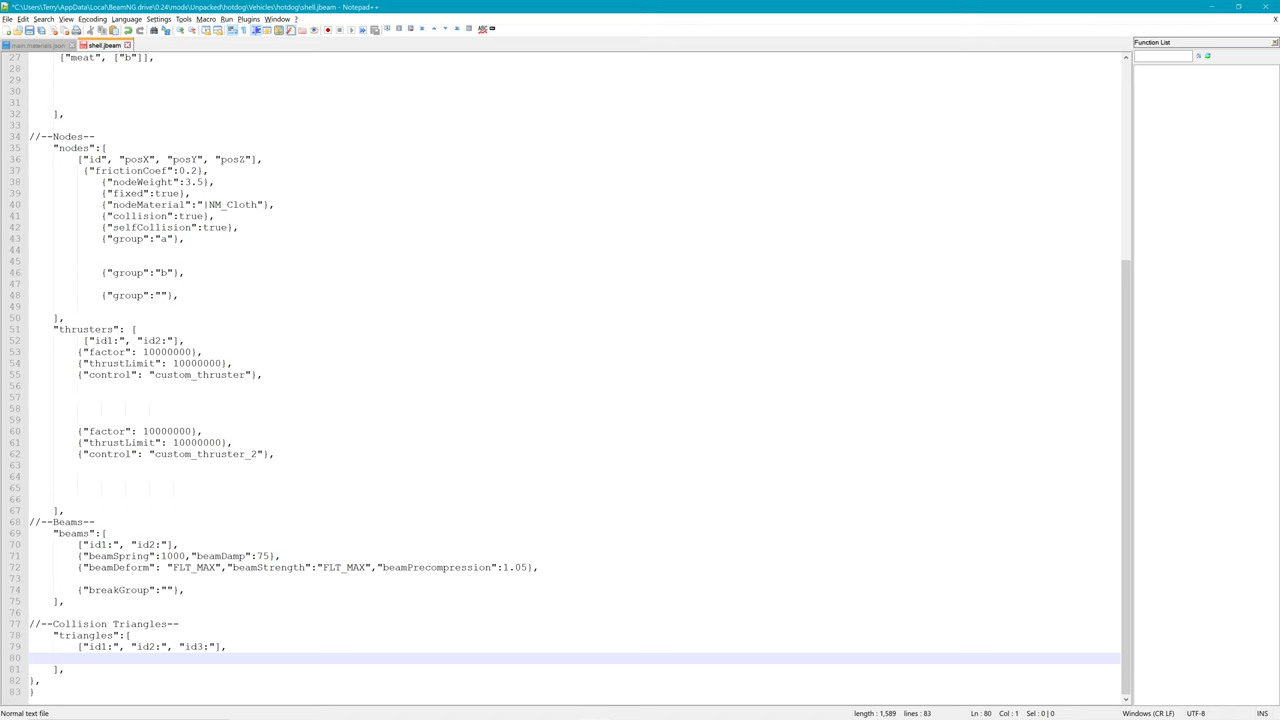 *C:\Users\Terry\AppData\Local\BeamNG.drive\0.24\mods\Unpacked\hotdog\Vehicles\hotdog\shell.jbeam - Notepad++
File Edit Search View Encoding Language Settings Tools Macro Run Plugins Window ?
X
main.materials.json shell.jbeam
Function List
27 ["meat", ["b"]],
28
29
30
31
32 ],
33
34 //--Nodes--
35 "nodes":[
36 ["id", "posX", "posY", "posZ"],
37 {"frictionCoef":0.2},
38 {"nodeWeight":3.5},
39 {"fixed":true},
40 {"nodeMaterial":"|NM_Cloth"},
41 {"collision":true},
42 {"selfCollision":true},
43 {"group":"a"},
44
45
46 {"group":"b"},
47
48 {"group":""},
49
50 ],
51 "thrusters": [
52 ["id1:", "id2:"],
53 {"factor": 10000000},
54 {"thrustLimit": 10000000},
55 {"control": "custom_thruster"},
56
57
58
59
60 {"factor": 10000000},
61 {"thrustLimit": 10000000},
62 {"control": "custom_thruster_2"},
63
64
65
66
67 ],
68 //--Beams--
69 "beams":[
70 ["id1:", "id2:"],
71 {"beamSpring":1000,"beamDamp":75},
72 {"beamDeform": "FLT_MAX","beamStrength":"FLT_MAX","beamPrecompression":1.05},
73
74 {"breakGroup":""},
75 ],
76
77 //--Collision Triangles--
78 "triangles":[
79 ["id1:", "id2:", "id3:"],
80
81 ],
82 },
83 }
Normal text file length : 1,589 lines : 83 Ln : 80 Col : 1 Sel : 0 | 0 Windows (CR LF) UTF-8 INS